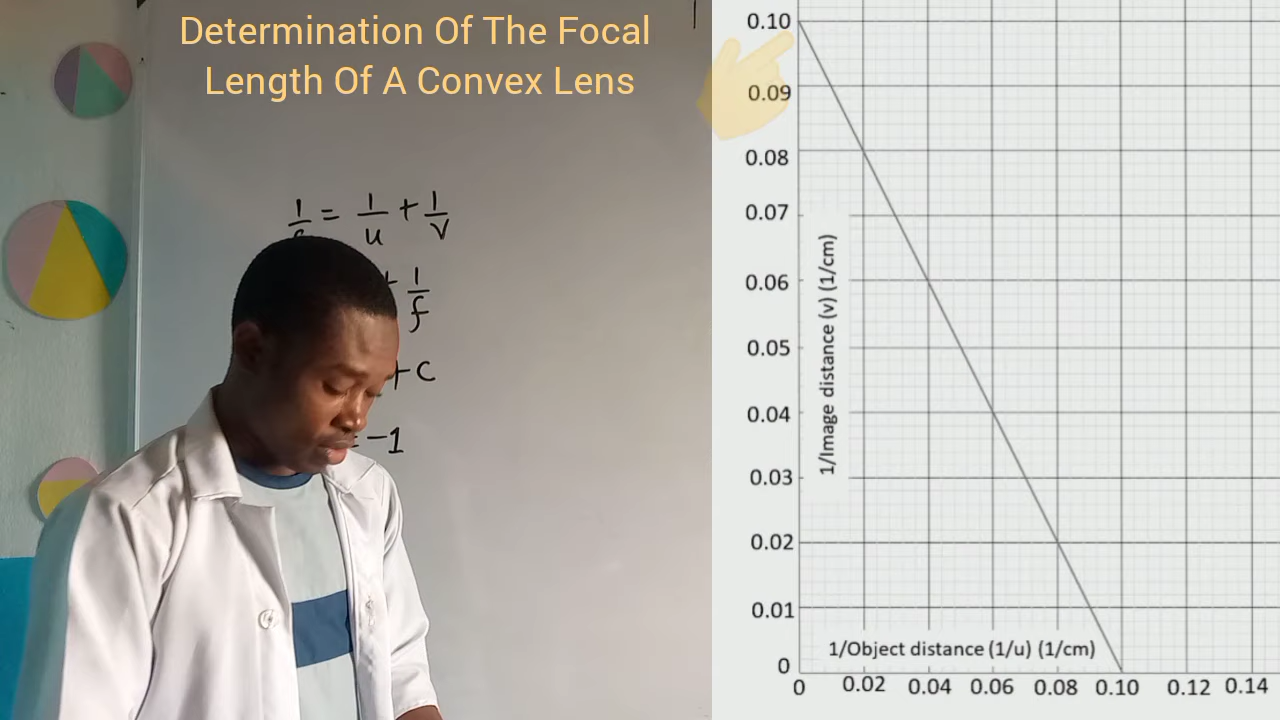 Determination Of The Focal
Length Of A Convex Lens
1/ = 1/u + 1/v
+ 1/f
+ C
= -1
0.10
0.09
0.08
0.07
0.06
0.05
0.04
0.03
0.02
0.01
0
1/Image distance (v) (1/cm)
1/Object distance (1/u) (1/cm)
0 0.02 0.04 0.06 0.08 0.10 0.12 0.14